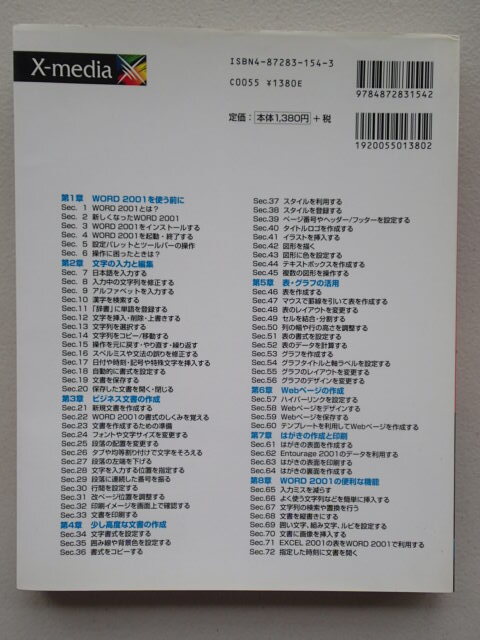 X-media
ISBN4-87283-154-3
C0055 ¥1380E
定価：本体1,380円＋税
9784872831542
1920055013802
第1章 WORD 2001を使う前に
Sec. 1 WORD 2001とは？
Sec. 2 新しくなったWORD 2001
Sec. 3 WORD 2001をインストールする
Sec. 4 WORD 2001を起動・終了する
Sec. 5 設定パレットとツールバーの操作
Sec. 6 操作に困ったときは？
第2章 文字の入力と編集
Sec. 7 日本語を入力する
Sec. 8 入力中の文字列を修正する
Sec. 9 アルファベットを入力する
Sec. 10 漢字を検索する
Sec. 11 「辞書」に単語を登録する
Sec. 12 文字を挿入・削除・上書きする
Sec. 13 文字列を選択する
Sec. 14 文字列をコピー/移動する
Sec. 15 操作を元に戻す・やり直す・繰り返す
Sec. 16 スペルミスや文法の誤りを修正する
Sec. 17 日付や時刻・記号や特殊文字を挿入する
Sec. 18 自動的に書式を設定する
Sec. 19 文書を保存する
Sec. 20 保存した文書を開く・閉じる
第3章 ビジネス文書の作成
Sec. 21 新規文書を作成する
Sec. 22 WORD 2001の書式のしくみを覚える
Sec. 23 文書を作成するための準備
Sec. 24 フォントや文字サイズを変更する
Sec. 25 段落の配置を変更する
Sec. 26 タブや均等割り付けで文字をそろえる
Sec. 27 段落の左端を下げる
Sec. 28 文字を入力する位置を指定する
Sec. 29 段落に連続した番号を振る
Sec. 30 行間を設定する
Sec. 31 改ページ位置を調整する
Sec. 32 印刷イメージを画面上で確認する
Sec. 33 文書を印刷する
第4章 少し高度な文書の作成
Sec. 34 文字書式を設定する
Sec. 35 囲み線や背景色を設定する
Sec. 36 書式をコピーする
Sec.37 スタイルを利用する
Sec.38 スタイルを登録する
Sec.39 ページ番号やヘッダー/フッターを設定する
Sec.40 タイトルロゴを作成する
Sec.41 イラストを挿入する
Sec.42 図形を描く
Sec.43 図形に色を設定する
Sec.44 テキストボックスを作成する
Sec.45 複数の図形を操作する
第5章 表・グラフの活用
Sec.46 表を作成する
Sec.47 マウスで罫線を引いて表を作成する
Sec.48 表のレイアウトを変更する
Sec.49 セルを結合・分割する
Sec.50 列の幅や行の高さを調整する
Sec.51 表の書式を設定する
Sec.52 表のデータを計算する
Sec.53 グラフを作成する
Sec.54 グラフタイトルと軸ラベルを設定する
Sec.55 グラフのレイアウトを変更する
Sec.56 グラフのデザインを変更する
第6章 Webページの作成
Sec.57 ハイパーリンクを設定する
Sec.58 Webページをデザインする
Sec.59 Webページを保存する
Sec.60 テンプレートを利用してWebページを作成する
第7章 はがきの作成と印刷
Sec.61 はがきの表面を作成する
Sec.62 Entourage 2001のデータを利用する
Sec.63 はがきの表面を印刷する
Sec.64 はがきの裏面を作成する
第8章 WORD 2001の便利な機能
Sec.65 入力ミスを減らす
Sec.66 よく使う文字列などを簡単に挿入する
Sec.67 文字列の検索や置換を行う
Sec.68 文書を縦書きにする
Sec.69 囲い文字、組み文字、ルビを設定する
Sec.70 文書に画像を挿入する
Sec.71 EXCEL 2001の表をWORD 2001で利用する
Sec.72 指定した時刻に文書を開く